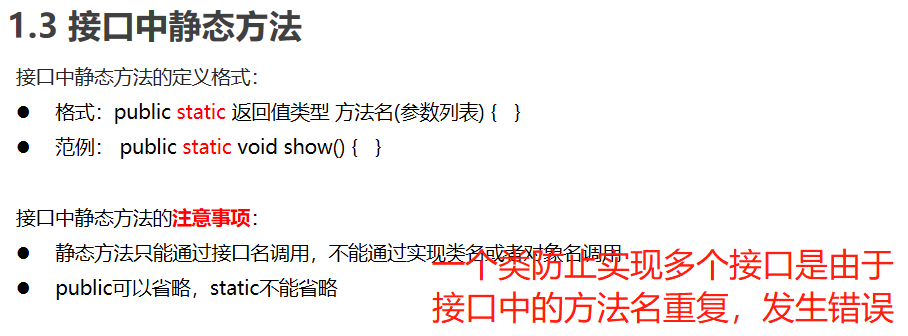 1.3 接口中静态方法
接口中静态方法的定义格式：
● 格式：public static 返回值类型 方法名(参数列表) { }
● 范例： public static void show() { }
接口中静态方法的注意事项：
● 静态方法只能通过接口名调用，不能通过实现类名或者对象名调用
● public可以省略，static不能省略
一个类防止实现多个接口是由于
接口中的方法名重复，发生错误